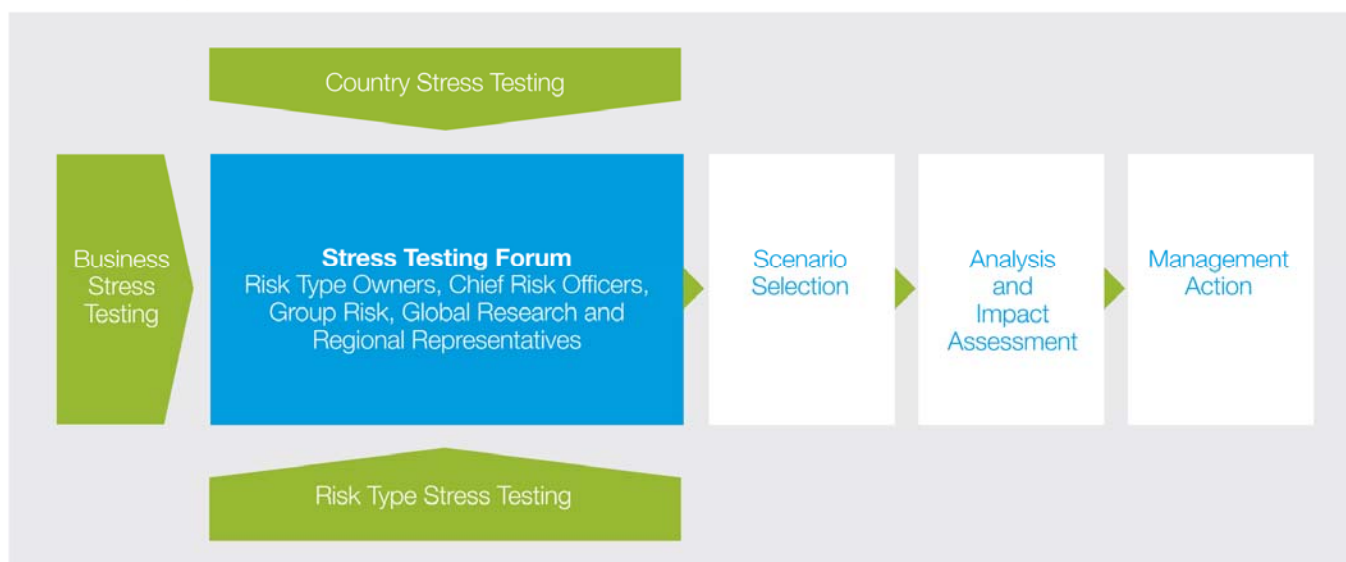 Country Stress Testing
Business
Stress
Testing
Stress Testing Forum
Risk Type Owners, Chief Risk Officers,
Group Risk, Global Research and
Regional Representatives
Scenario
Selection
Analysis
and
Impact
Assessment
Management
Action
Risk Type Stress Testing